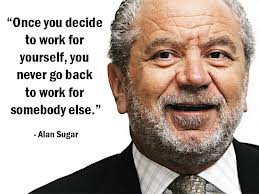 “Once you decide
to work for
yourself, you
never go back
to work for
somebody else.”
- Alan Sugar